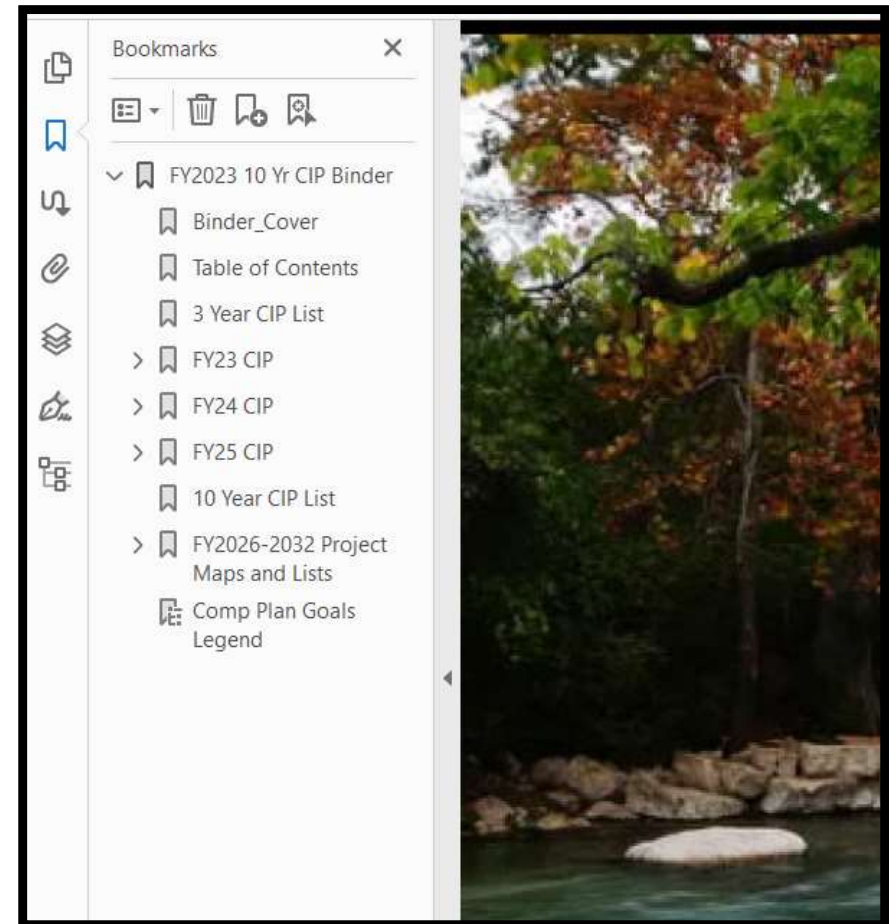 Bookmarks
FY2023 10 Yr CIP Binder
Binder_Cover
Table of Contents
3 Year CIP List
FY23 CIP
FY24 CIP
FY25 CIP
10 Year CIP List
FY2026-2032 Project
Maps and Lists
Comp Plan Goals
Legend